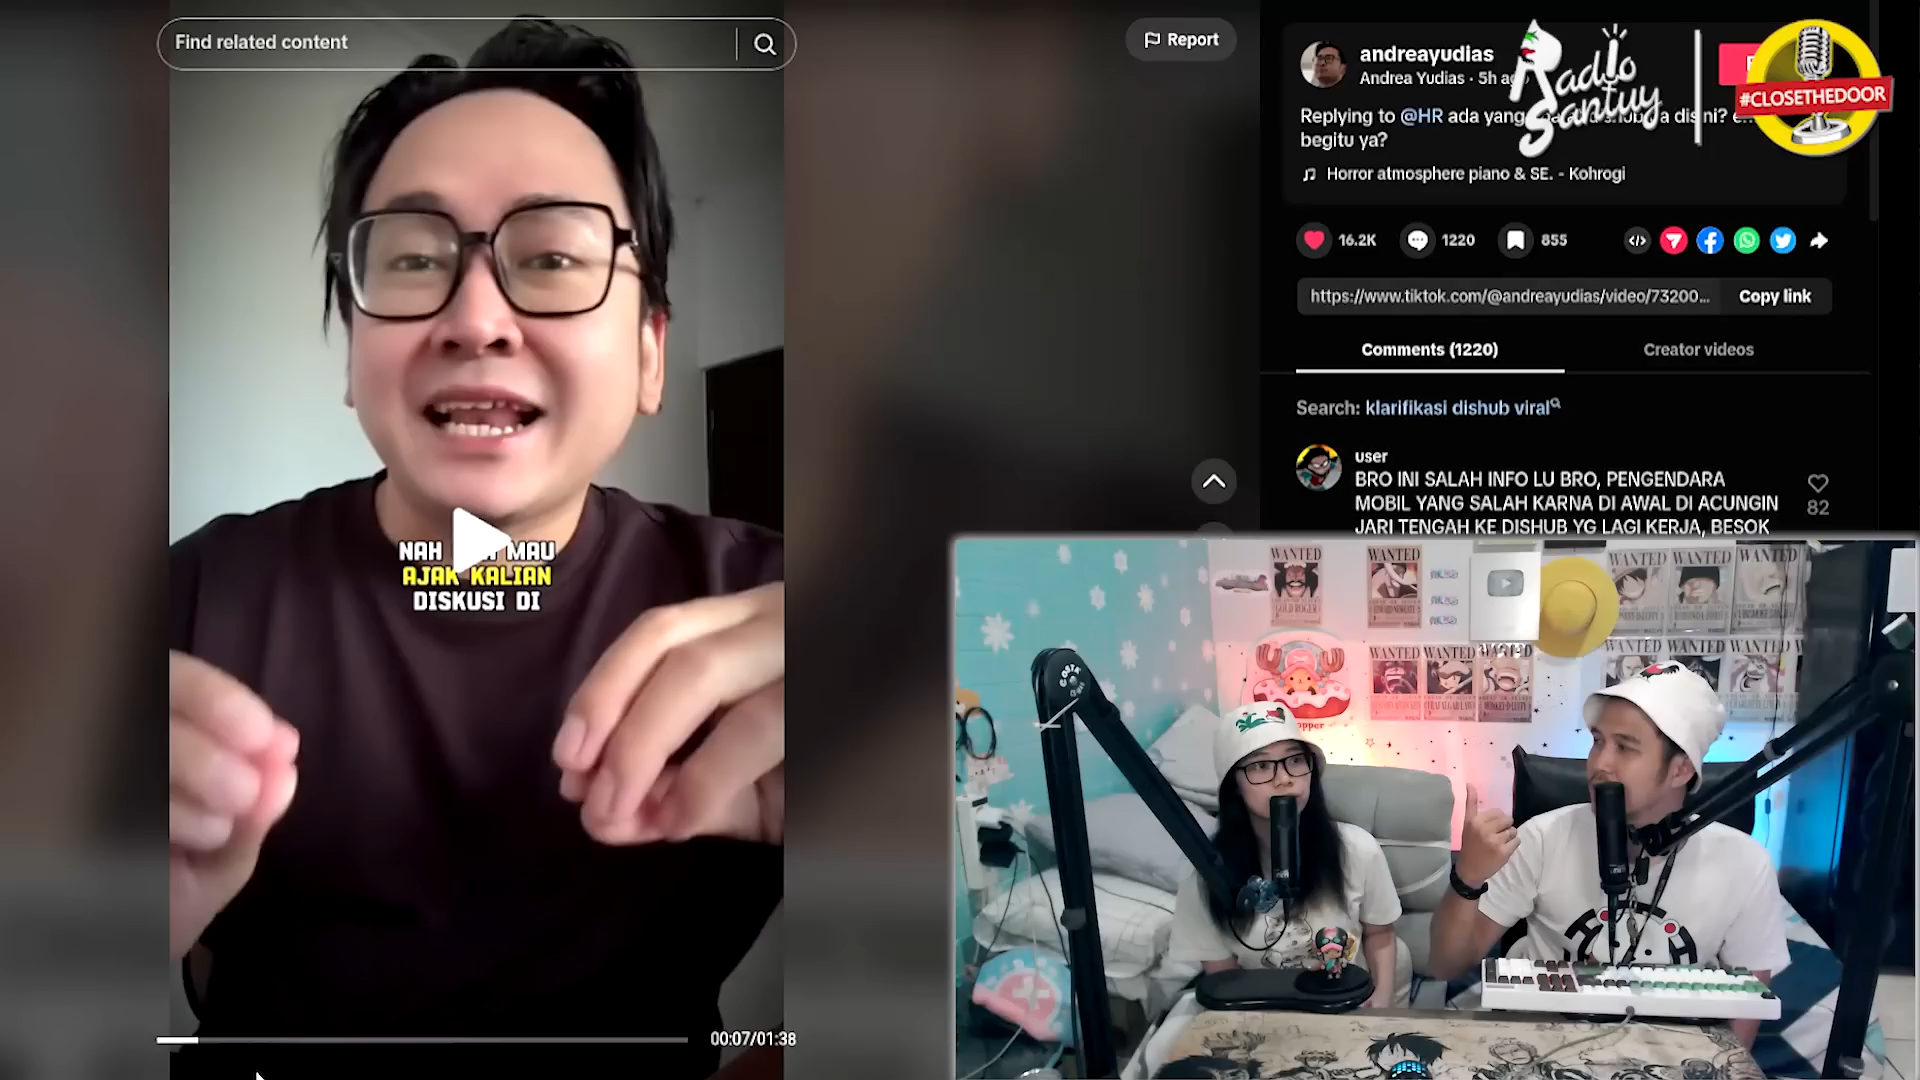 Find related content
Report
andreayudias
Andrea Yudias · 5h
Replying to @HR ada yang
begitu ya?
Horror atmosphere piano & SE. - Kohrogi
Radio
Santuy
#CLOSETHEDOOR
16.2K
1220
855
https://www.tiktok.com/@andreayudias/video/73200...
Copy link
Comments (1220)
Creator videos
Search: klarifikasi dishub viral
user
BRO INI SALAH INFO LU BRO, PENGENDARA
MOBIL YANG SALAH KARNA DI AWAL DI ACUNGIN
JARI TENGAH KE DISHUB YG LAGI KERJA, BESOK
82
NAH MAU
AJAK KALIAN
DISKUSI DI
00:07/01:38
WANTED
WANTED
WANTED
WANTED
WANTED
GOLD ROGER
WANTED
WANTED
WANTED
WANTED
WANTED
WANTED
COSTA